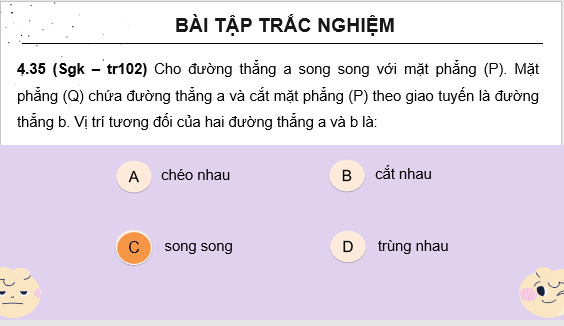 BÀI TẬP TRẮC NGHIỆM
4.35 (Sgk – tr102) Cho đường thẳng a song song với mặt phẳng (P). Mặt
phẳng (Q) chứa đường thẳng a và cắt mặt phẳng (P) theo giao tuyến là đường
thẳng b. Vị trí tương đối của hai đường thẳng a và b là:
A chéo nhau
B cắt nhau
C song song
D trùng nhau